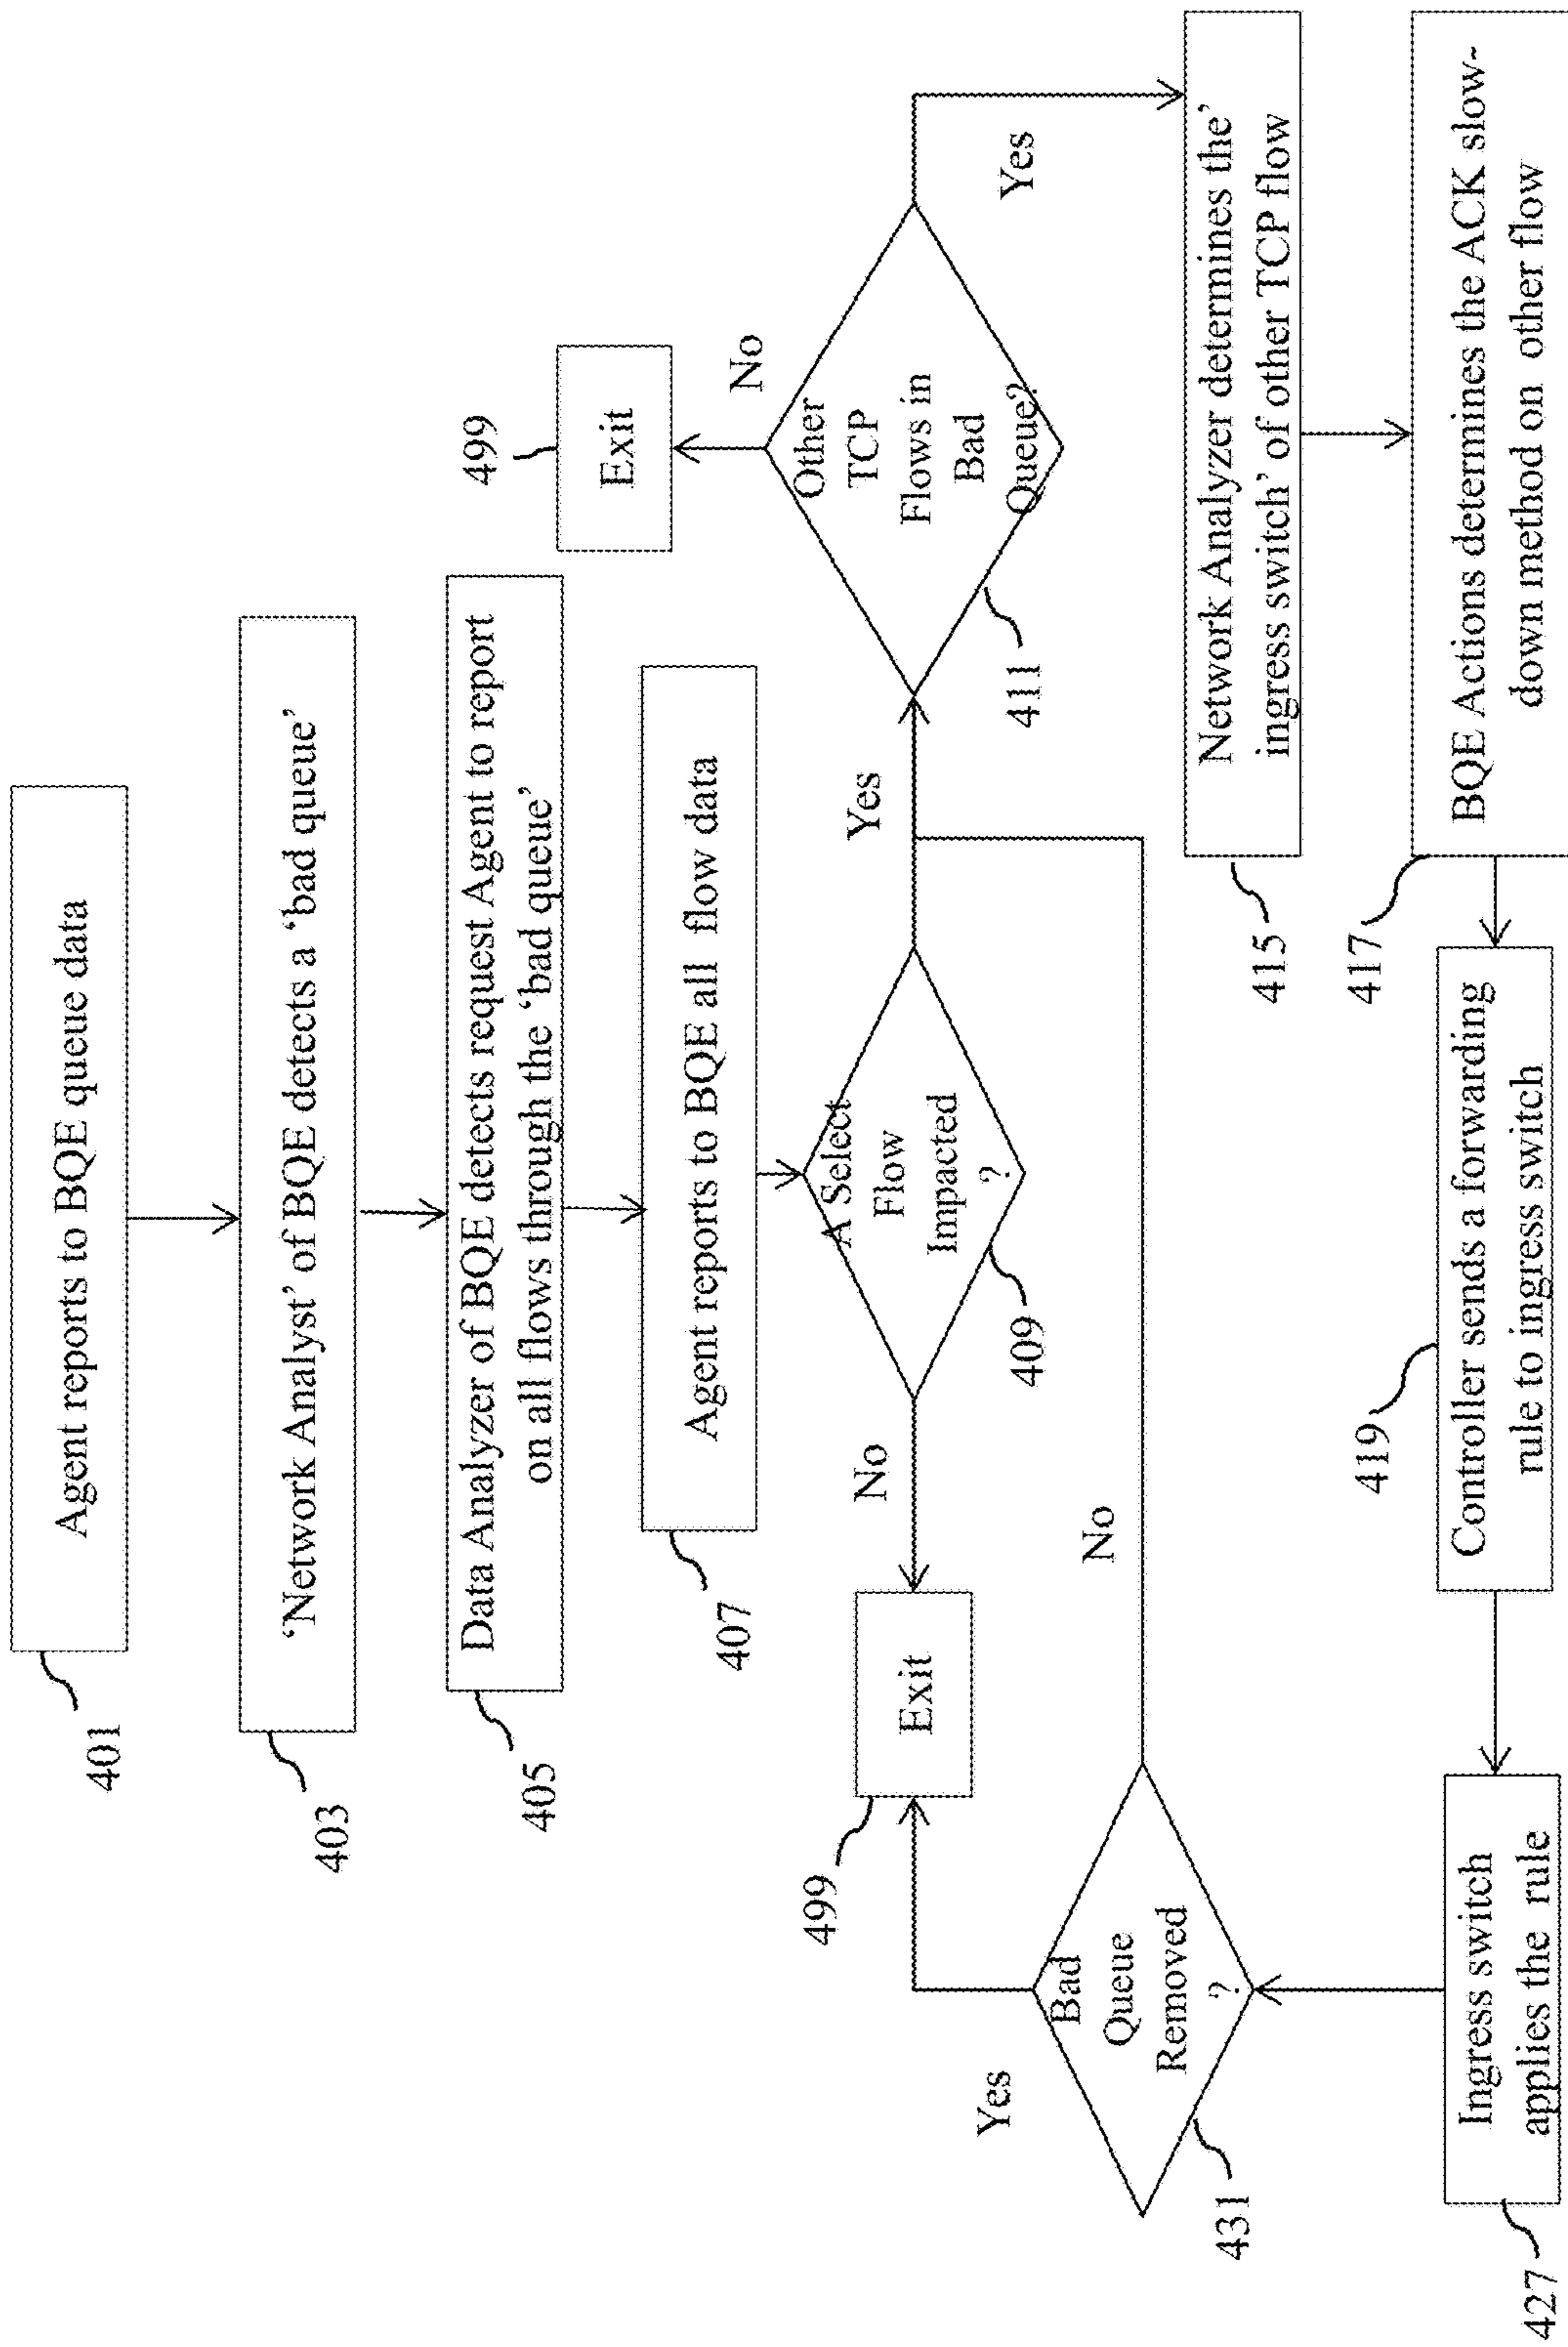 Agent reports to BQE queue data
401
‘Network Analyst’ of BQE detects a ‘bad queue’
403
Data Analyzer of BQE detects request Agent to report
on all flows through the ‘bad queue’
405
Agent reports to BQE all flow data
407
A Select
Flow
Impacted
?
409
No
Yes
Exit
499
Other
TCP
Flows in
Bad
Queue?
411
No
Exit
499
Yes
Network Analyzer determines the’
ingress switch’ of other TCP flow
415
BQE Actions determines the ACK slow-
down method on other flow
417
Controller sends a forwarding
rule to ingress switch
419
Ingress switch
applies the rule
427
Bad
Queue
Removed
?
431
Yes
No